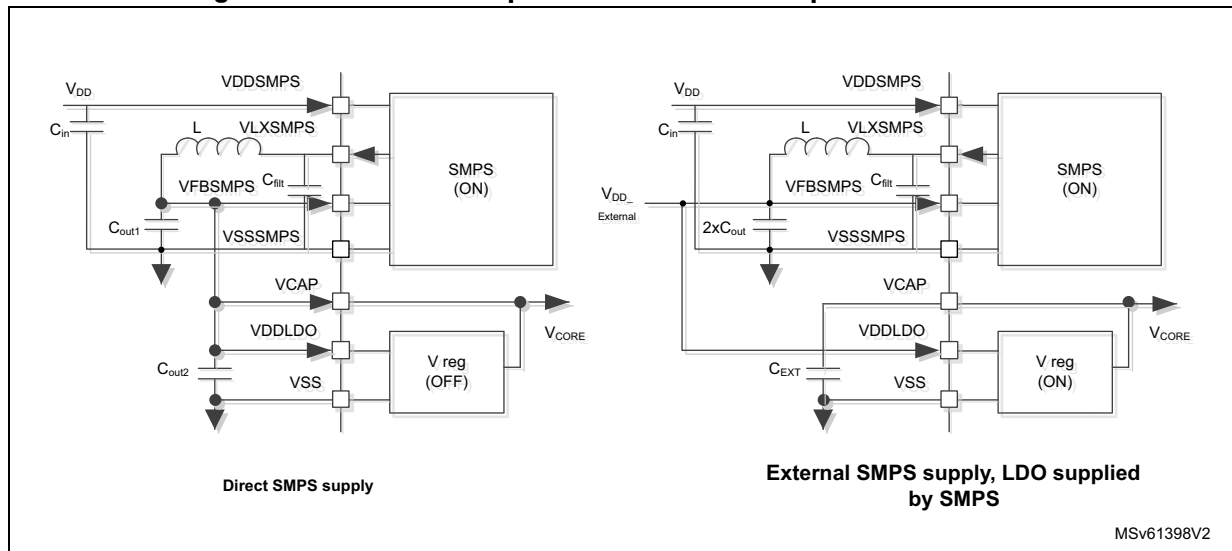 VDDSMPS
VDD
Cin
L
VLXSMPS
VFBSMPS
Cfilt
SMPS
(ON)
Cout1
VSSSMPS
VCAP
VCORE
VDDLDO
V reg
(OFF)
Cout2
VSS
Direct SMPS supply
VDDSMPS
VDD
Cin
L
VLXSMPS
VFBSMPS
Cfilt
SMPS
(ON)
VDD_
External
2xCout
VSSSMPS
VCAP
VCORE
VDDLDO
V reg
(ON)
CEXT
VSS
External SMPS supply, LDO supplied
by SMPS
MSv61398V2